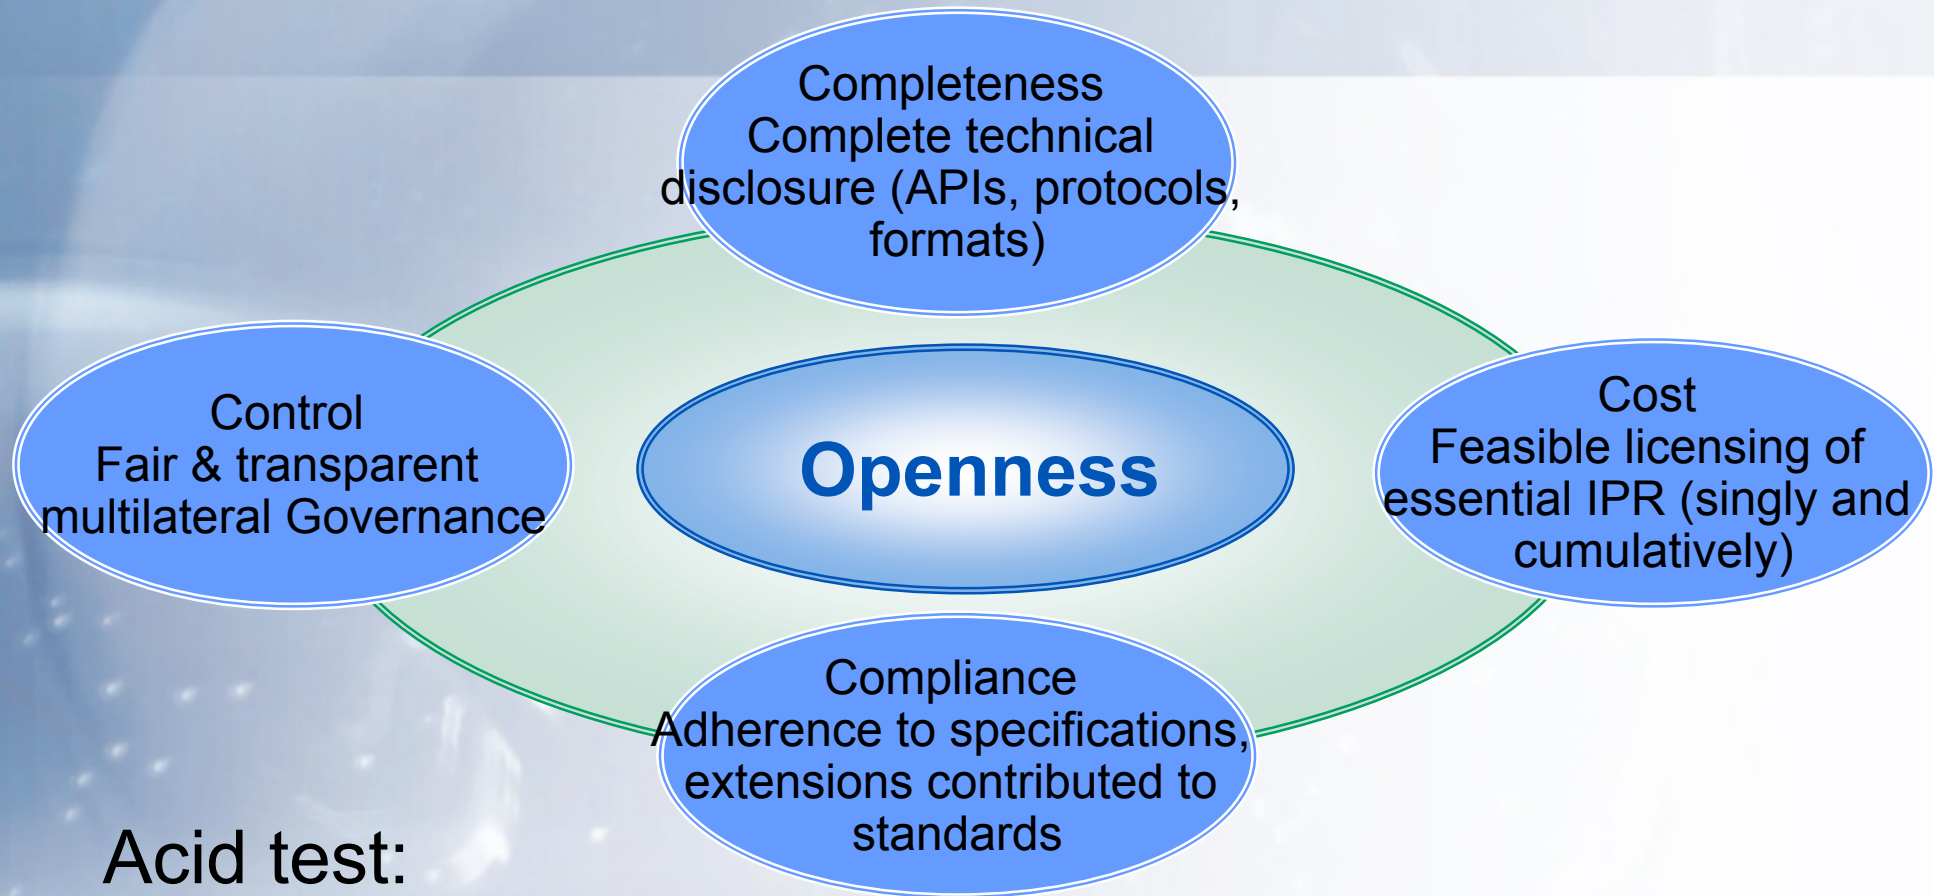 Completeness
Complete technical
disclosure (APIs, protocols,
formats)
Control
Fair & transparent
multilateral Governance
Openness
Cost
Feasible licensing of
essential IPR (singly and
cumulatively)
Compliance
Adherence to specifications,
extensions contributed to
standards
Acid test: